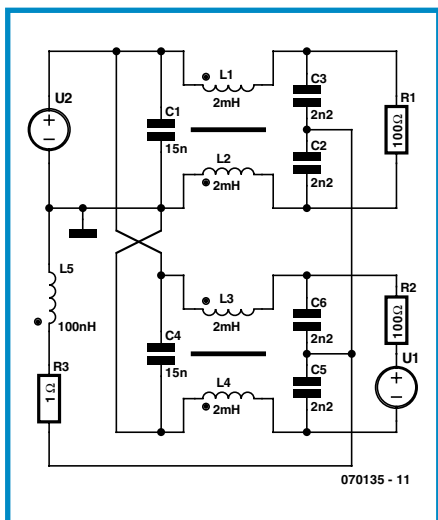 L1
2mH
C3
2n2
R1
100Ω
U2
C1
15n
C2
2n2
L2
2mH
L5
100nH
L3
2mH
R2
100Ω
C6
2n2
C4
15n
U1
R3
1Ω
C5
2n2
L4
2mH
070135 - 11